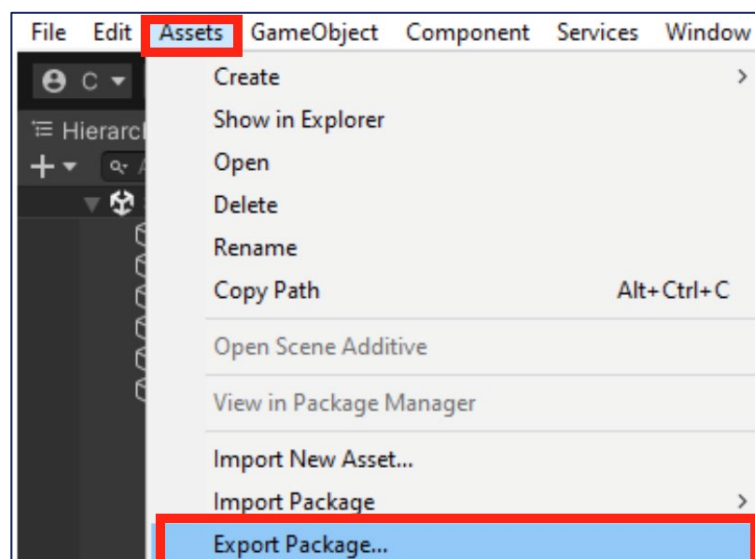 File Edit Assets GameObject Component Services Window
C
Create
Hierarc
Show in Explorer
Open
Delete
Rename
Copy Path Alt+Ctrl+C
Open Scene Additive
View in Package Manager
Import New Asset...
Import Package
Export Package...